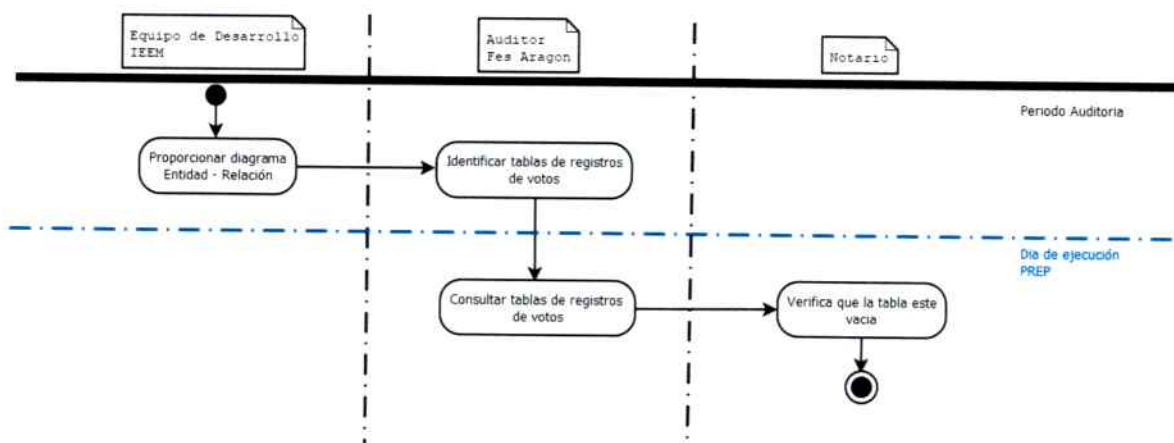 Equipo de Desarrollo
IEEM
Auditor
Fes Aragon
Notario
Periodo Auditoria
Proporcionar diagrama
Entidad - Relación
Identificar tablas de registros
de votos
Dia de ejecución
PREP
Consultar tablas de registros
de votos
Verifica que la tabla este
vacia